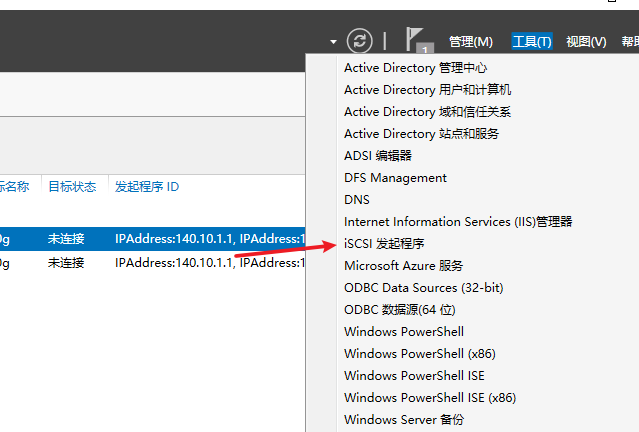 1 管理(M) 工具(T) 视图(V) 帮助
Active Directory 管理中心
Active Directory 用户和计算机
Active Directory 域和信任关系
Active Directory 站点和服务
ADSI 编辑器
DFS Management
DNS
Internet Information Services (IIS)管理器
iSCSI 发起程序
Microsoft Azure 服务
ODBC Data Sources (32-bit)
ODBC 数据源(64 位)
Windows PowerShell
Windows PowerShell (x86)
Windows PowerShell ISE
Windows PowerShell ISE (x86)
Windows Server 备份
标名称 目标状态 发起程序 ID
0g 未连接 IPAddress:140.10.1.1, IPAddress:1
0g 未连接 IPAddress:140.10.1.1, IPAddress:1